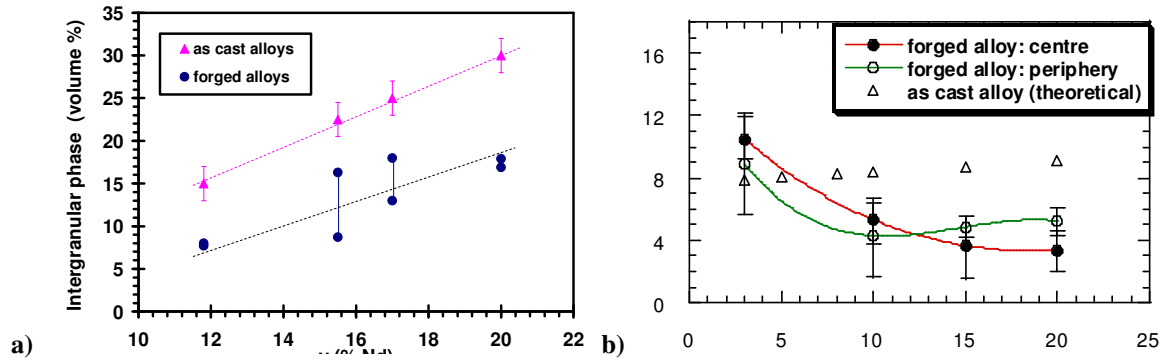 35
30
25
20
15
10
5
0
Intergranular phase (volume %)
as cast alloys
forged alloys
10 12 14 16 18 20 22
a)
16
12
8
4
0
forged alloy: centre
forged alloy: periphery
as cast alloy (theoretical)
0 5 10 15 20 25
b)